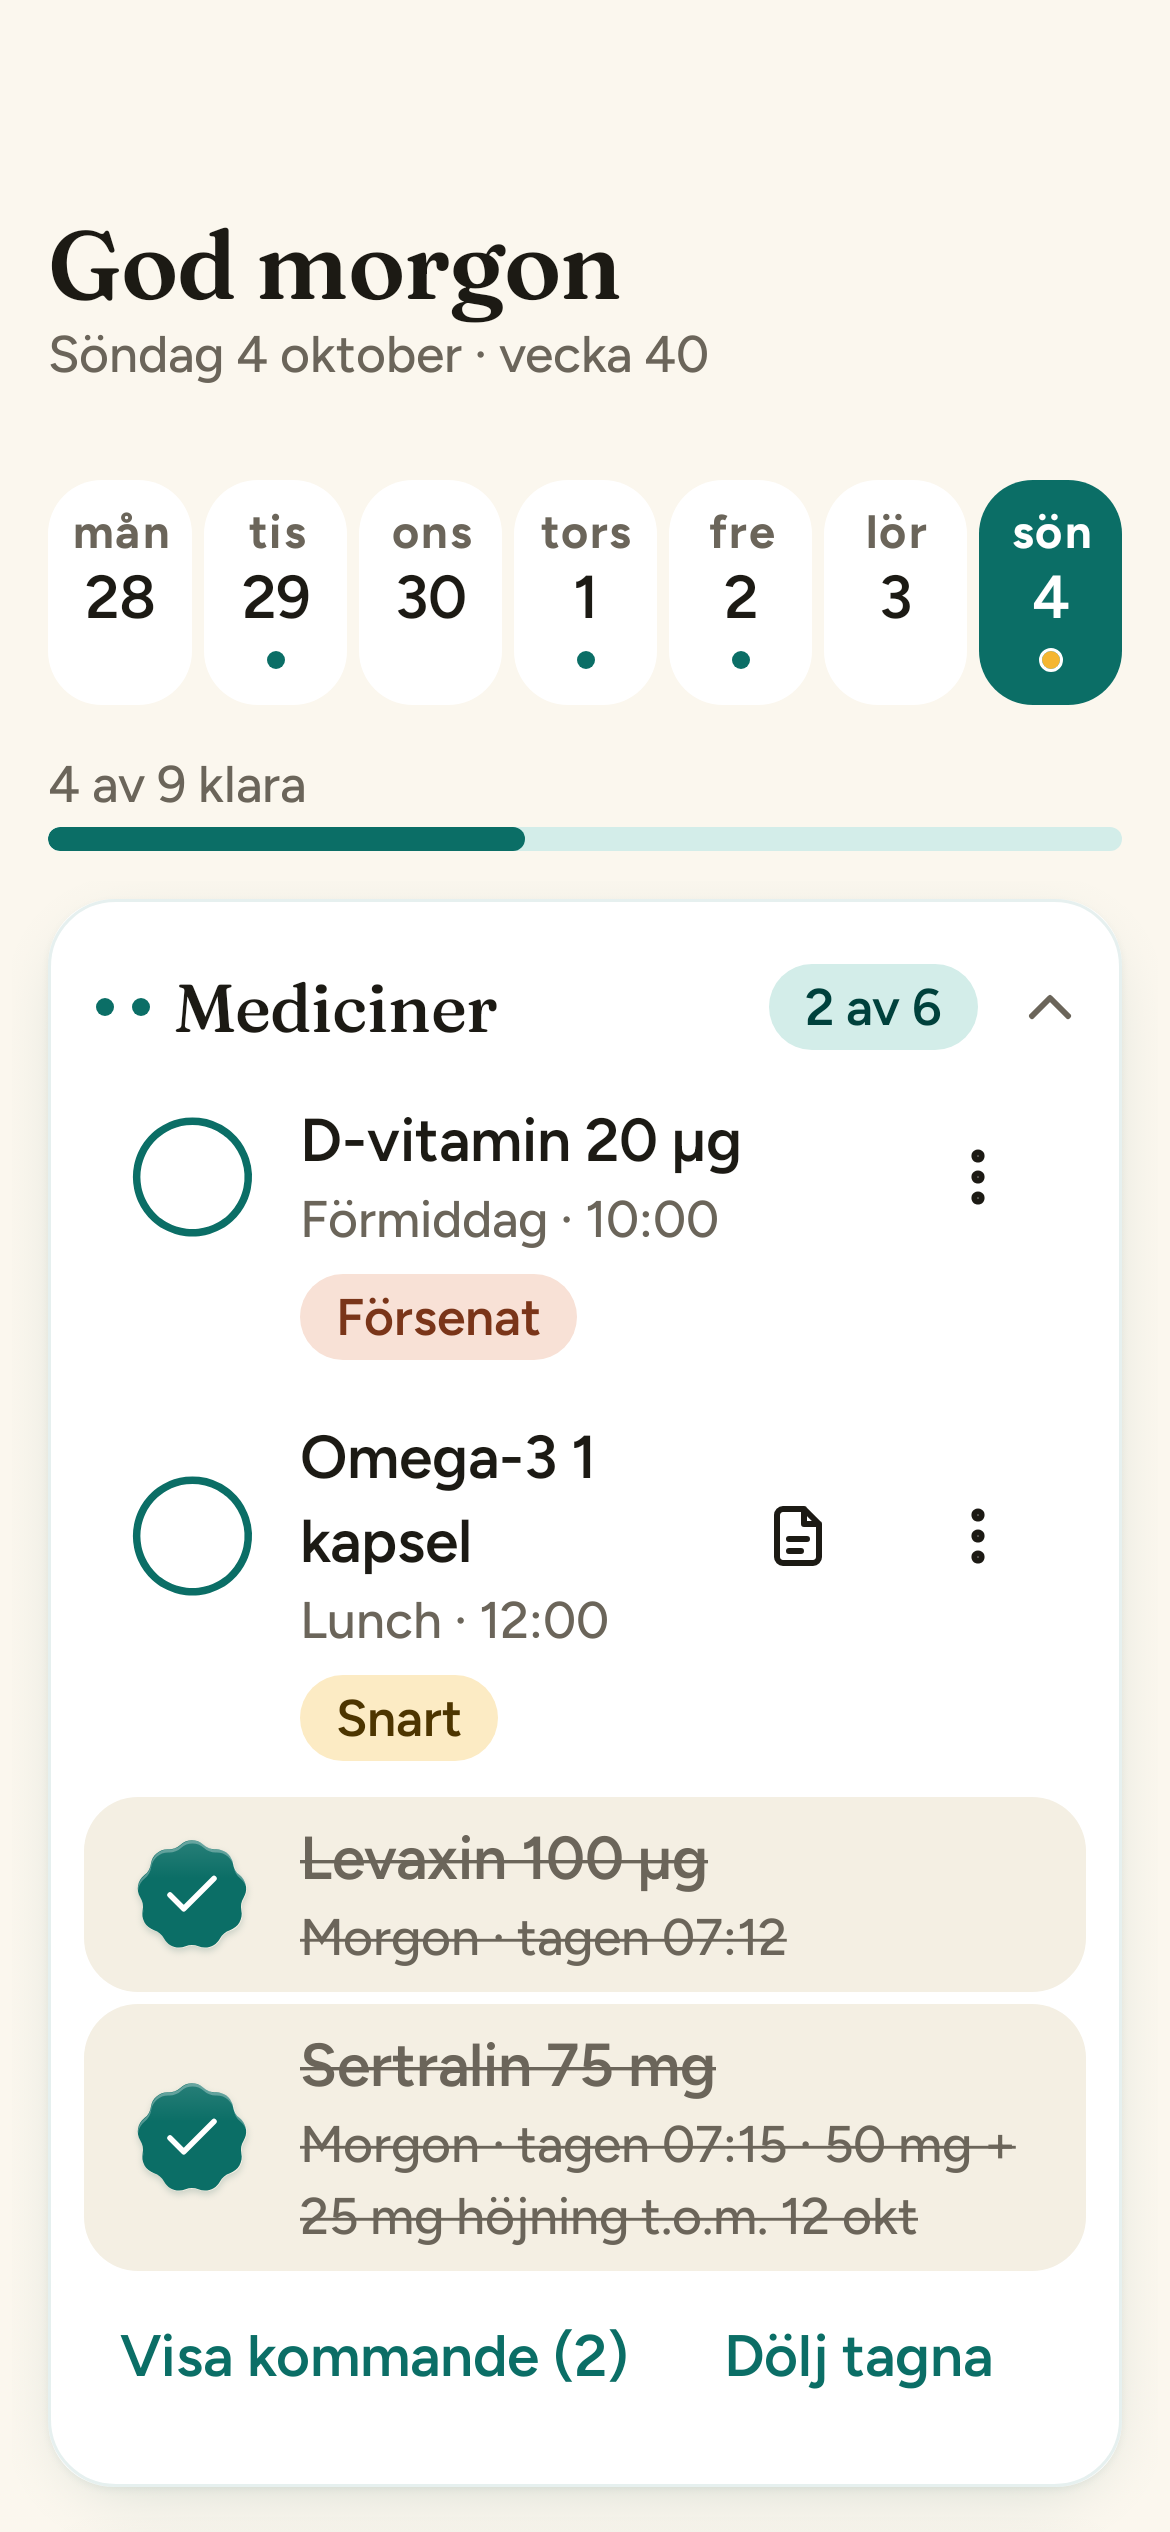 God morgon
Söndag 4 oktober · vecka 40
mån tis ons tors fre lör sön
28 29 30 1 2 3 4
4 av 9 klara
Mediciner 2 av 6
D-vitamin 20 µg
Förmiddag · 10:00
Försenat
Omega-3 1
kapsel
Lunch · 12:00
Snart
Levaxin 100 µg
Morgon · tagen 07:12
Sertralin 75 mg
Morgon · tagen 07:15 · 50 mg +
25 mg höjning t.o.m. 12 okt
Visa kommande (2) Dölj tagna